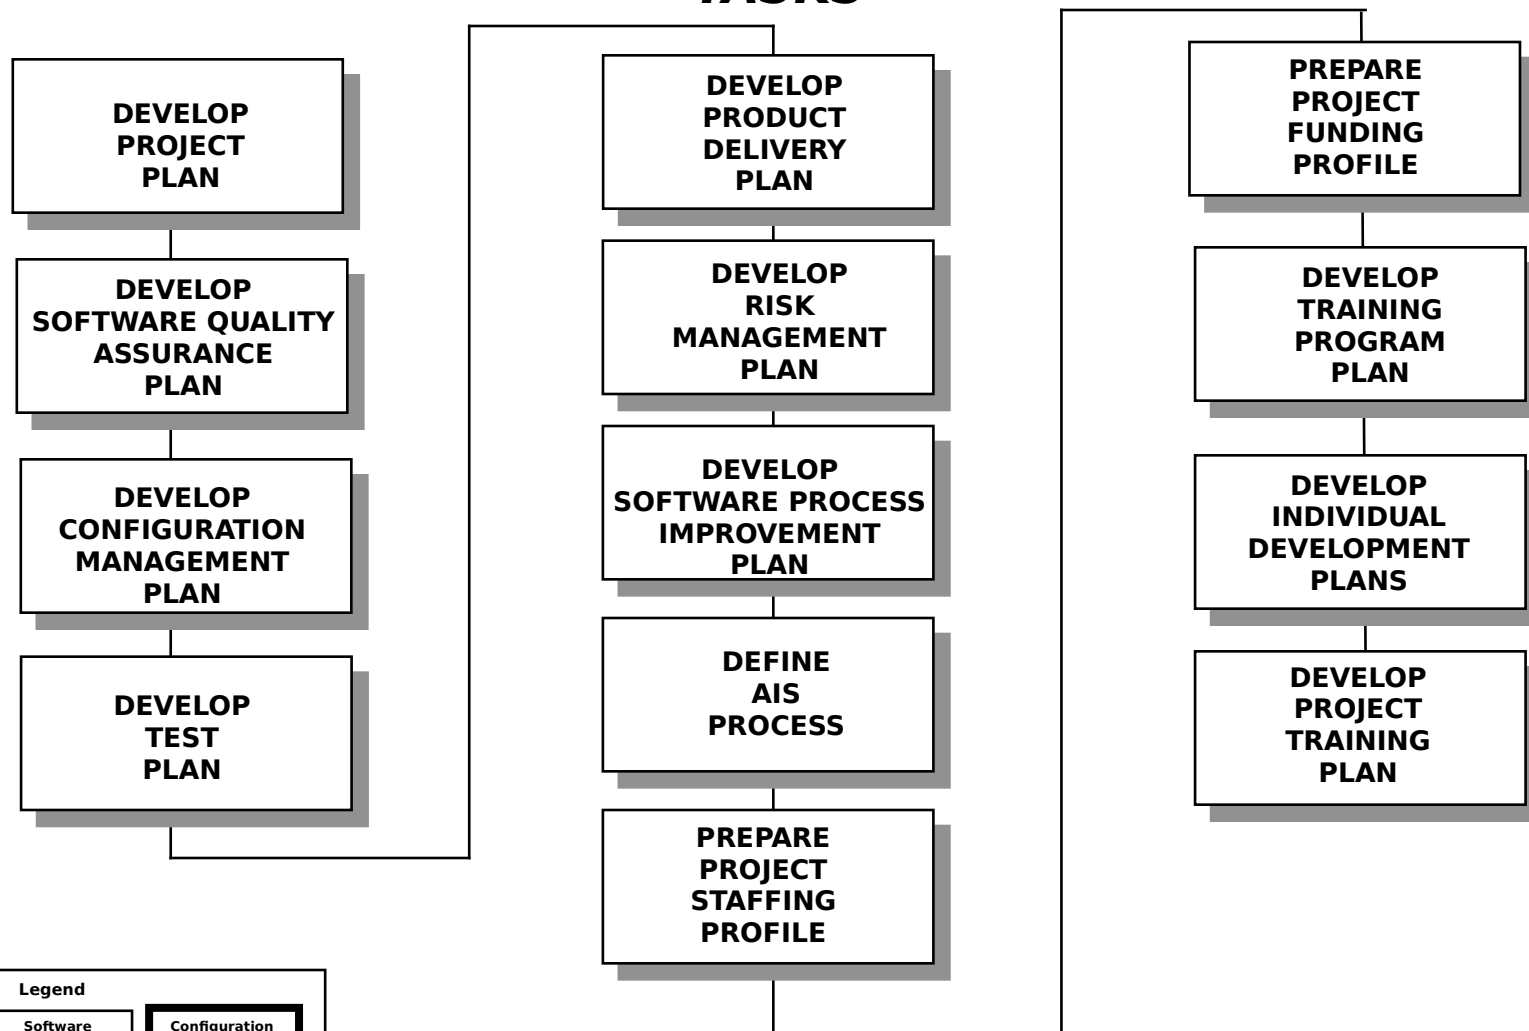 TASKS
DEVELOP
PROJECT
PLAN
DEVELOP
SOFTWARE QUALITY
ASSURANCE
PLAN
DEVELOP
CONFIGURATION
MANAGEMENT
PLAN
DEVELOP
TEST
PLAN
DEVELOP
PRODUCT
DELIVERY
PLAN
DEVELOP
RISK
MANAGEMENT
PLAN
DEVELOP
SOFTWARE PROCESS
IMPROVEMENT
PLAN
DEFINE
AIS
PROCESS
PREPARE
PROJECT
STAFFING
PROFILE
PREPARE
PROJECT
FUNDING
PROFILE
DEVELOP
TRAINING
PROGRAM
PLAN
DEVELOP
INDIVIDUAL
DEVELOPMENT
PLANS
DEVELOP
PROJECT
TRAINING
PLAN
Legend
Software
Configuration